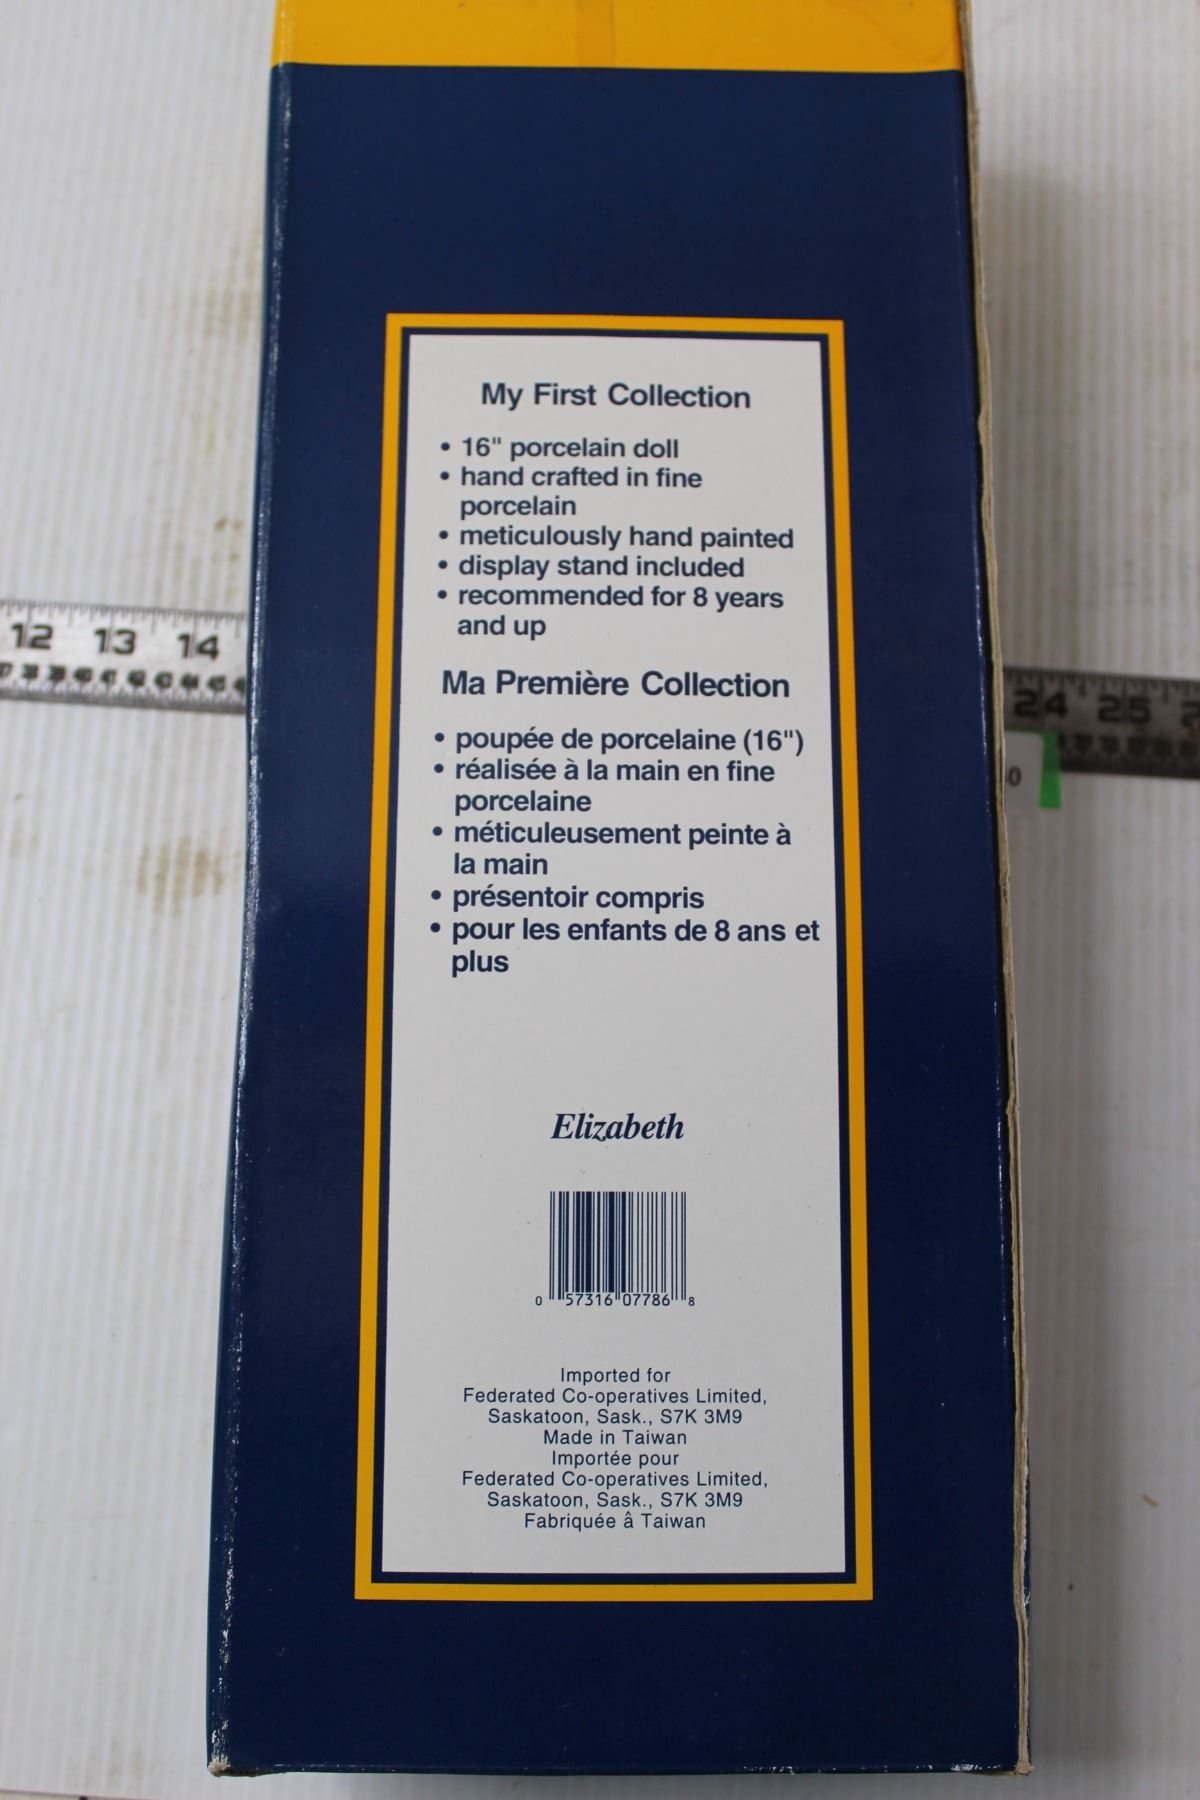 My First Collection
• 16" porcelain doll
• hand crafted in fine
porcelain
• meticulously hand painted
• display stand included
• recommended for 8 years
and up
Ma Première Collection
• poupée de porcelaine (16")
• réalisée à la main en fine
porcelaine
• méticuleusement peinte à
la main
• présentoir compris
• pour les enfants de 8 ans et
plus
Elizabeth
0 57316 07786 8
Imported for
Federated Co-operatives Limited,
Saskatoon, Sask., S7K 3M9
Made in Taiwan
Importée pour
Federated Co-operatives Limited,
Saskatoon, Sask., S7K 3M9
Fabriquée â Taiwan
12 13 14
24 25
0